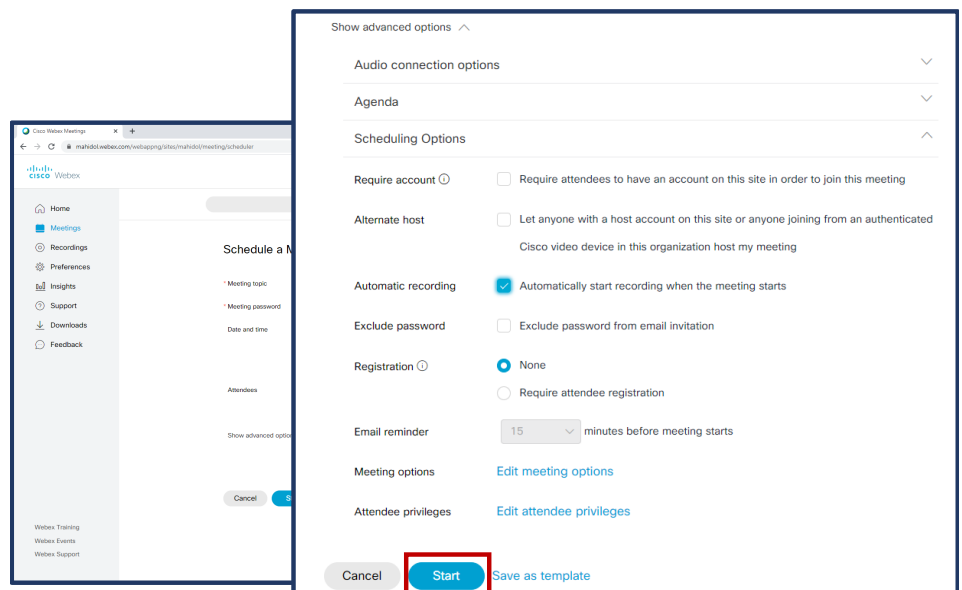 Cisco Webex Meetings
mahidol.webex.com/webappng/sites/mahidol/meeting/scheduler
cisco Webex
Home
Meetings
Recordings
Preferences
Insights
Support
Downloads
Feedback
Webex Training
Webex Events
Webex Support
Schedule a M
* Meeting topic
* Meeting password
Date and time
Attendees
Show advanced option
Cancel S
Show advanced options
Audio connection options
Agenda
Scheduling Options
Require account Require attendees to have an account on this site in order to join this meeting
Alternate host Let anyone with a host account on this site or anyone joining from an authenticated
Cisco video device in this organization host my meeting
Automatic recording Automatically start recording when the meeting starts
Exclude password Exclude password from email invitation
Registration None
Require attendee registration
Email reminder 15 minutes before meeting starts
Meeting options Edit meeting options
Attendee privileges Edit attendee privileges
Cancel Start Save as template